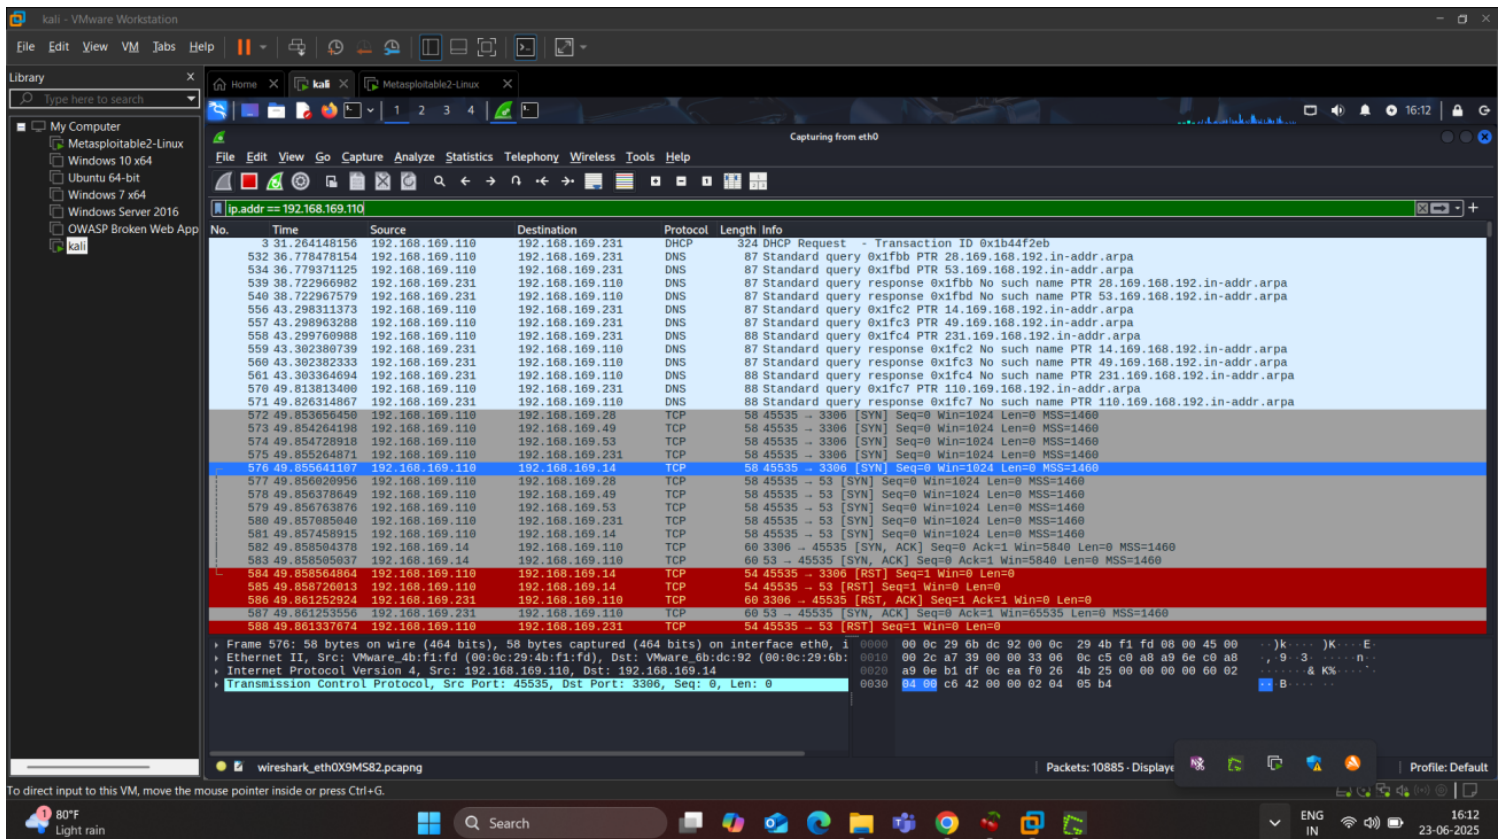 kali - VMware Workstation
File Edit View VM Tabs Help
Library X
Type here to search
My Computer
Metasploitable2-Linux
Windows 10 x64
Ubuntu 64-bit
Windows 7 x64
Windows Server 2016
OWASP Broken Web App
kali
Home kali Metasploitable2-Linux
1 2 3 4 16:12
Capturing from eth0
File Edit View Go Capture Analyze Statistics Telephony Wireless Tools Help
ip.addr == 192.168.169.110
No. Time Source Destination Protocol Length Info
3 31.264148156 192.168.169.110 192.168.169.231 DHCP 324 DHCP Request - Transaction ID 0x1b44f2eb
532 36.778478154 192.168.169.110 192.168.169.231 DNS 87 Standard query 0x1fbb PTR 28.169.168.192.in-addr.arpa
534 36.779371125 192.168.169.110 192.168.169.231 DNS 87 Standard query 0x1fbd PTR 53.169.168.192.in-addr.arpa
539 38.722966982 192.168.169.231 192.168.169.110 DNS 87 Standard query response 0x1fbb No such name PTR 28.169.168.192.in-addr.arpa
540 38.722967579 192.168.169.231 192.168.169.110 DNS 87 Standard query response 0x1fbd No such name PTR 53.169.168.192.in-addr.arpa
556 43.298311373 192.168.169.110 192.168.169.231 DNS 87 Standard query 0x1fc2 PTR 14.169.168.192.in-addr.arpa
557 43.298963288 192.168.169.110 192.168.169.231 DNS 87 Standard query 0x1fc3 PTR 49.169.168.192.in-addr.arpa
558 43.299760988 192.168.169.110 192.168.169.231 DNS 88 Standard query 0x1fc4 PTR 231.169.168.192.in-addr.arpa
559 43.302380739 192.168.169.231 192.168.169.110 DNS 87 Standard query response 0x1fc2 No such name PTR 14.169.168.192.in-addr.arpa
560 43.302382333 192.168.169.231 192.168.169.110 DNS 87 Standard query response 0x1fc3 No such name PTR 49.169.168.192.in-addr.arpa
561 43.303364694 192.168.169.231 192.168.169.110 DNS 88 Standard query response 0x1fc4 No such name PTR 231.169.168.192.in-addr.arpa
570 49.813813400 192.168.169.110 192.168.169.231 DNS 88 Standard query 0x1fc7 PTR 110.169.168.192.in-addr.arpa
571 49.826314867 192.168.169.231 192.168.169.110 DNS 88 Standard query response 0x1fc7 No such name PTR 110.169.168.192.in-addr.arpa
572 49.853656450 192.168.169.110 192.168.169.28 TCP 58 45535 → 3306 [SYN] Seq=0 Win=1024 Len=0 MSS=1460
573 49.854264198 192.168.169.110 192.168.169.49 TCP 58 45535 → 3306 [SYN] Seq=0 Win=1024 Len=0 MSS=1460
574 49.854728918 192.168.169.110 192.168.169.53 TCP 58 45535 → 3306 [SYN] Seq=0 Win=1024 Len=0 MSS=1460
575 49.855264871 192.168.169.110 192.168.169.231 TCP 58 45535 → 3306 [SYN] Seq=0 Win=1024 Len=0 MSS=1460
576 49.855641107 192.168.169.110 192.168.169.14 TCP 58 45535 → 3306 [SYN] Seq=0 Win=1024 Len=0 MSS=1460
577 49.856020956 192.168.169.110 192.168.169.28 TCP 58 45535 → 53 [SYN] Seq=0 Win=1024 Len=0 MSS=1460
578 49.856378649 192.168.169.110 192.168.169.49 TCP 58 45535 → 53 [SYN] Seq=0 Win=1024 Len=0 MSS=1460
579 49.856763876 192.168.169.110 192.168.169.53 TCP 58 45535 → 53 [SYN] Seq=0 Win=1024 Len=0 MSS=1460
580 49.857085040 192.168.169.110 192.168.169.231 TCP 58 45535 → 53 [SYN] Seq=0 Win=1024 Len=0 MSS=1460
581 49.857458915 192.168.169.110 192.168.169.14 TCP 58 45535 → 53 [SYN] Seq=0 Win=1024 Len=0 MSS=1460
582 49.858504378 192.168.169.14 192.168.169.110 TCP 60 3306 → 45535 [SYN, ACK] Seq=0 Ack=1 Win=5840 Len=0 MSS=1460
583 49.858505037 192.168.169.14 192.168.169.110 TCP 60 53 → 45535 [SYN, ACK] Seq=0 Ack=1 Win=5840 Len=0 MSS=1460
584 49.858564864 192.168.169.110 192.168.169.14 TCP 54 45535 → 3306 [RST] Seq=1 Win=0 Len=0
585 49.858726013 192.168.169.110 192.168.169.14 TCP 54 45535 → 53 [RST] Seq=1 Win=0 Len=0
586 49.861252924 192.168.169.231 192.168.169.110 TCP 60 3306 → 45535 [RST, ACK] Seq=1 Ack=1 Win=0 Len=0
587 49.861253556 192.168.169.231 192.168.169.110 TCP 60 53 → 45535 [SYN, ACK] Seq=0 Ack=1 Win=65535 Len=0 MSS=1460
588 49.861337674 192.168.169.110 192.168.169.231 TCP 54 45535 → 53 [RST] Seq=1 Win=0 Len=0
Frame 576: 58 bytes on wire (464 bits), 58 bytes captured (464 bits) on interface eth0, i
Ethernet II, Src: VMware_4b:f1:fd (00:0c:29:4b:f1:fd), Dst: VMware_6b:dc:92 (00:0c:29:6b:
Internet Protocol Version 4, Src: 192.168.169.110, Dst: 192.168.169.14
Transmission Control Protocol, Src Port: 45535, Dst Port: 3306, Seq: 0, Len: 0
0000 00 0c 29 6b dc 92 00 0c 29 4b f1 fd 08 00 45 00 ··)k···· )K····E·
0010 00 2c a7 39 00 00 33 06 0c c5 c0 a8 a9 6e c0 a8 ·,·9··3· ·····n··
0020 a9 0e b1 df 0c ea f0 26 4b 25 00 00 00 00 60 02 ·······& K%····`·
0030 04 00 c6 42 00 00 02 04 05 b4 ···B···· ··
wireshark_eth0X9MS82.pcapng
Packets: 10885 · Displaye
Profile: Default
To direct input to this VM, move the mouse pointer inside or press Ctrl+G.
1
80°F
Light rain
Search
ENG
IN
16:12
23-06-2025